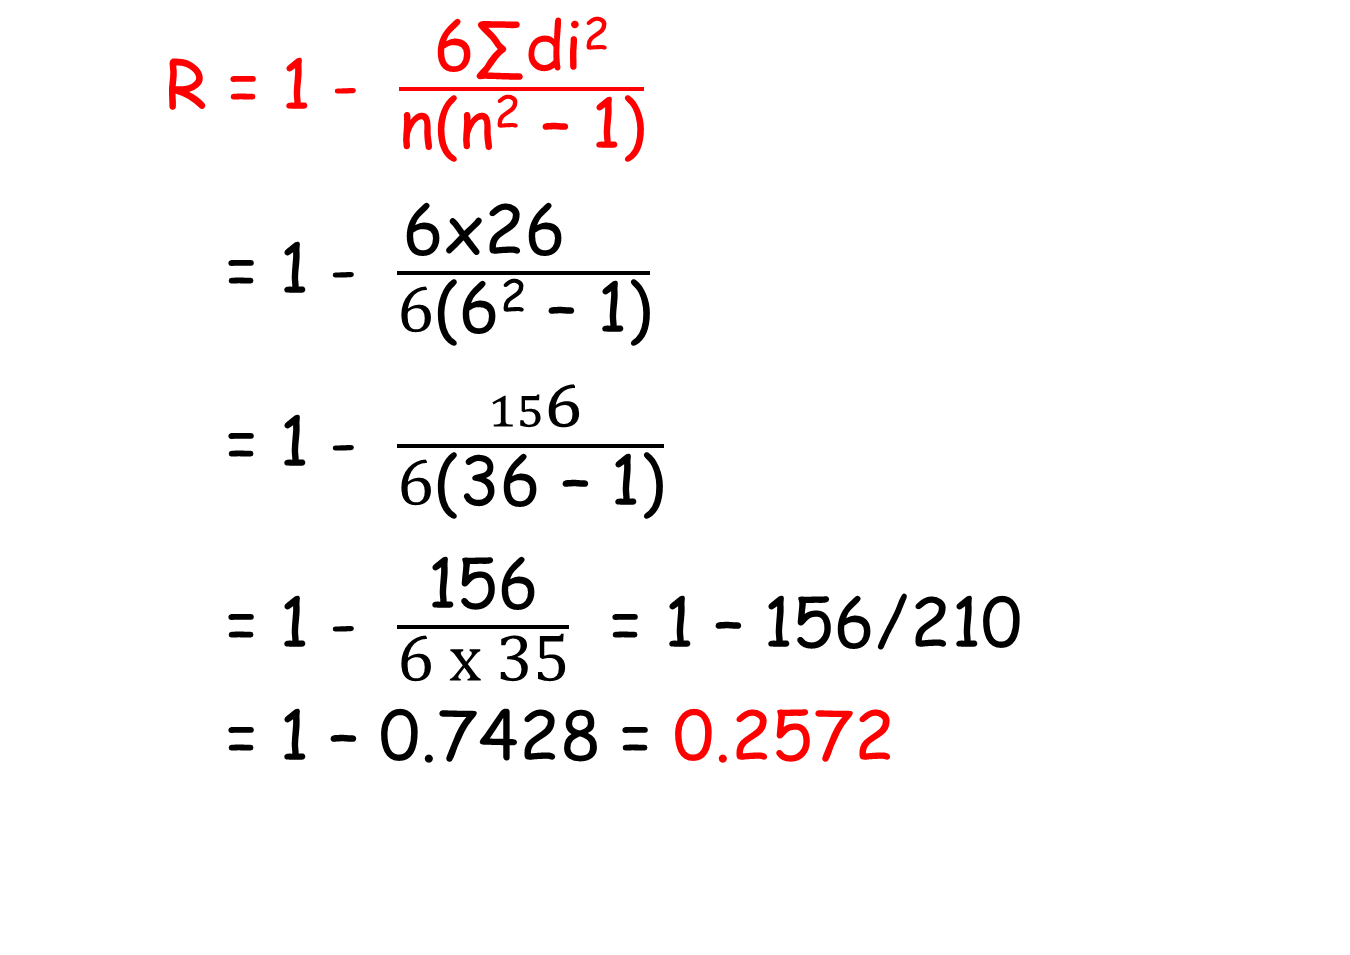 R = 1 - 6∑di²
n(n² - 1)
= 1 - 6x26
6(6² - 1)
= 1 - 156
6(36 - 1)
= 1 - 156 = 1 - 156/210
6 x 35
= 1 - 0.7428 = 0.2572